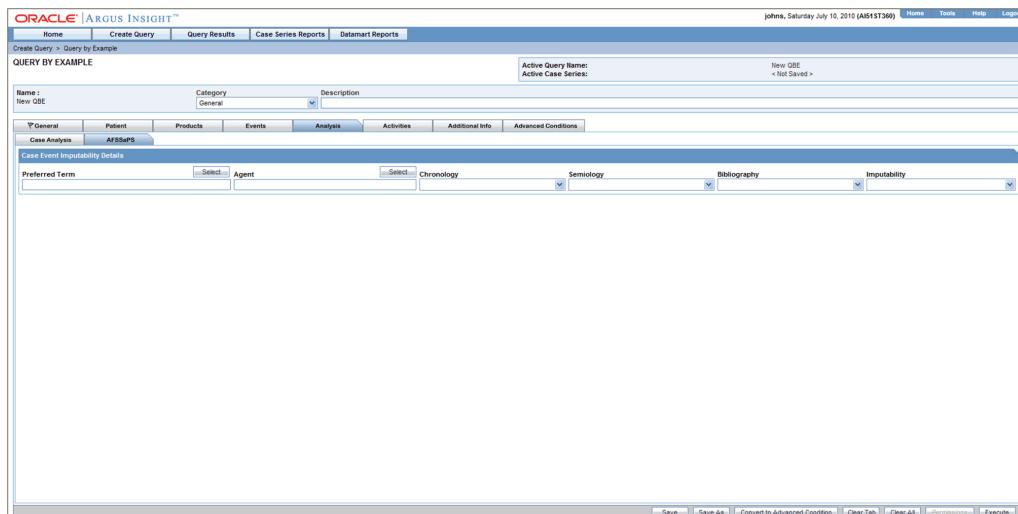 ORACLE ARGUS INSIGHT™
johns, Saturday July 10, 2010 (AI51ST360) Home Tools Help Logo
Home Create Query Query Results Case Series Reports Datamart Reports
Create Query > Query by Example
QUERY BY EXAMPLE
Active Query Name: New QBE
Active Case Series: < Not Saved >
Name : Category Description
New QBE General
General Patient Products Events Analysis Activities Additional Info Advanced Conditions
Case Analysis AFSSaPS
Case Event Imputability Details
Preferred Term Select Agent Select Chronology Semiology Bibliography Imputability
Save Save As Convert to Advanced Condition Clear Tab Clear All Permissions Execute